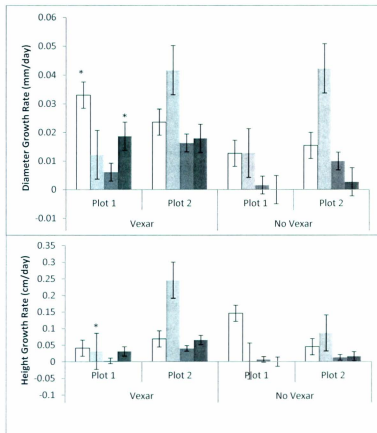 Diameter Growth Rate (mm/day)
0.06
0.05
0.04
0.03
0.02
0.01
0
-0.01
*
*
Plot 1
Plot 2
Plot 1
Plot 2
Vexar
No Vexar
Height Growth Rate (cm/day)
0.35
0.3
0.25
0.2
0.15
0.1
0.05
0
-0.05
-0.1
*
Plot 1
Plot 2
Plot 1
Plot 2
Vexar
No Vexar